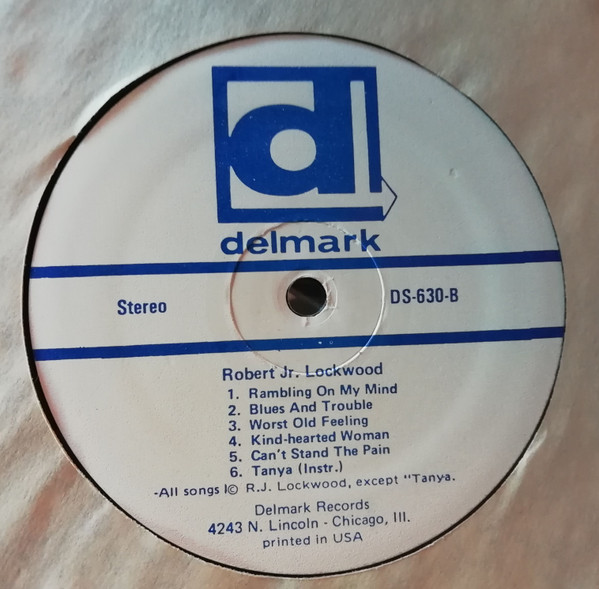 d
delmark
Stereo
DS-630-B
Robert Jr. Lockwood
1. Rambling On My Mind
2. Blues And Trouble
3. Worst Old Feeling
4. Kind-hearted Woman
5. Can't Stand The Pain
6. Tanya (Instr.)
-All songs © R.J. Lockwood, except "Tanya.
Delmark Records
4243 N. Lincoln - Chicago, Ill.
printed in USA